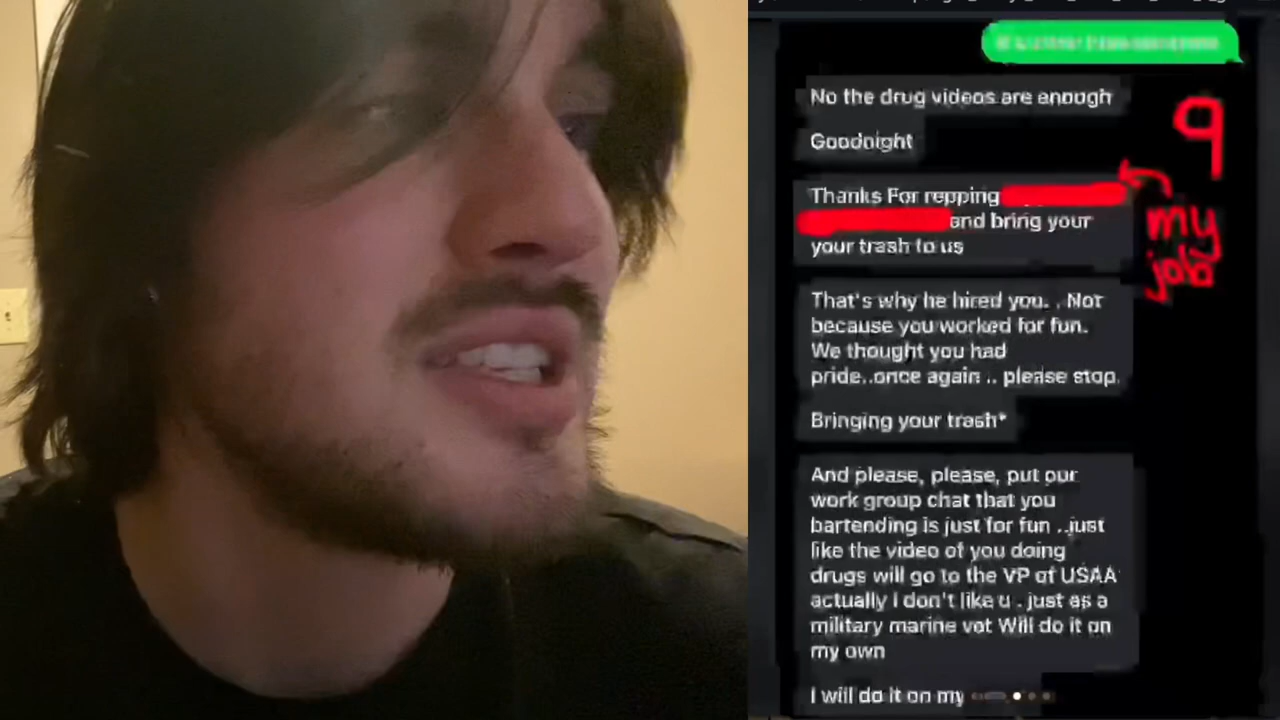 No the drug videos are enough
Goodnight
9
Thanks For repping
and bring your
your trash to us
my
job
That's why he hired you. . Not
because you worked for fun.
We thought you had
pride..once again .. please stop.
Bringing your trash*
And please, please, put our
work group chat that you
bartending is just for fun ..just
like the video of you doing
drugs will go to the VP of USAA
actually I don't like u . just as a
military marine vet Will do it on
my own
I will do it on my